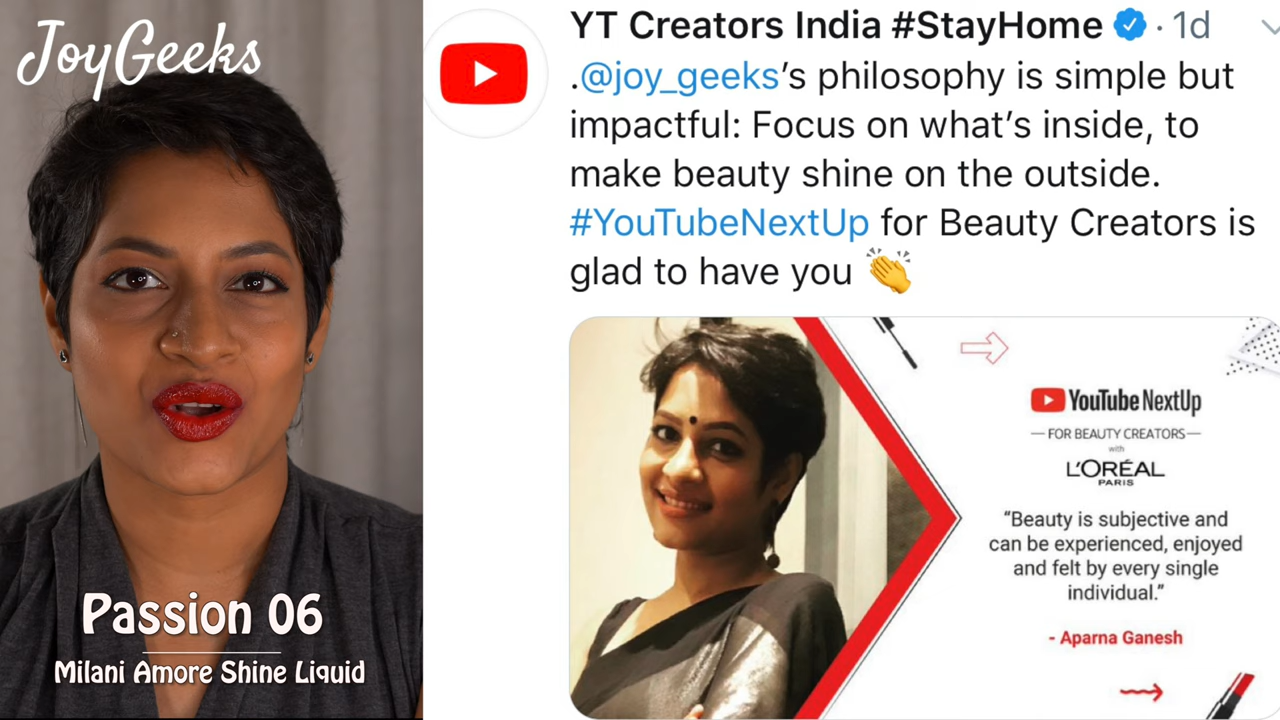 JoyGeeks
Passion 06
Milani Amore Shine Liquid
YT Creators India #StayHome · 1d
.@joy_geeks’s philosophy is simple but
impactful: Focus on what’s inside, to
make beauty shine on the outside.
#YouTubeNextUp for Beauty Creators is
glad to have you 👏
YouTube NextUp
— FOR BEAUTY CREATORS —
with
L'ORÉAL
PARIS
“Beauty is subjective and
can be experienced, enjoyed
and felt by every single
individual.”
- Aparna Ganesh